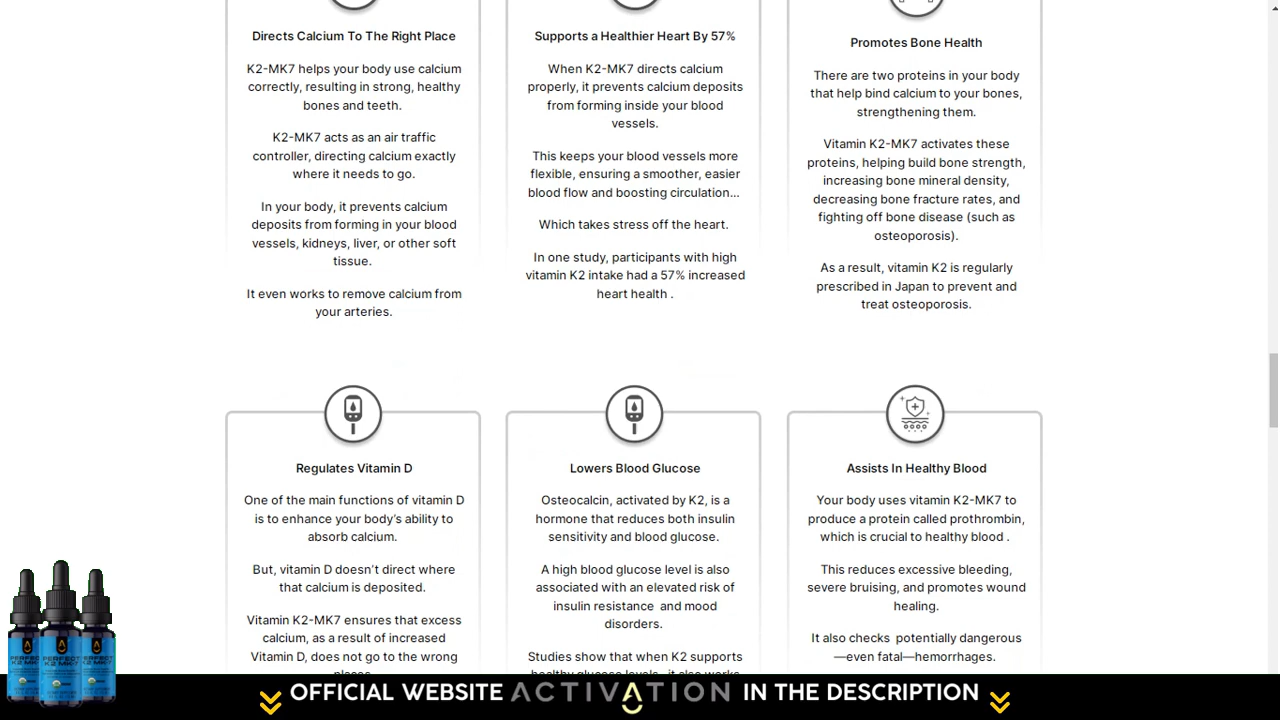 Directs Calcium To The Right Place
K2-MK7 helps your body use calcium
correctly, resulting in strong, healthy
bones and teeth.
K2-MK7 acts as an air traffic
controller, directing calcium exactly
where it needs to go.
In your body, it prevents calcium
deposits from forming in your blood
vessels, kidneys, liver, or other soft
tissue.
It even works to remove calcium from
your arteries.
Supports a Healthier Heart By 57%
When K2-MK7 directs calcium
properly, it prevents calcium deposits
from forming inside your blood
vessels.
This keeps your blood vessels more
flexible, ensuring a smoother, easier
blood flow and boosting circulation...
Which takes stress off the heart.
In one study, participants with high
vitamin K2 intake had a 57% increased
heart health .
Promotes Bone Health
There are two proteins in your body
that help bind calcium to your bones,
strengthening them.
Vitamin K2-MK7 activates these
proteins, helping build bone strength,
increasing bone mineral density,
decreasing bone fracture rates, and
fighting off bone disease (such as
osteoporosis).
As a result, vitamin K2 is regularly
prescribed in Japan to prevent and
treat osteoporosis.
Regulates Vitamin D
One of the main functions of vitamin D
is to enhance your body's ability to
absorb calcium.
But, vitamin D doesn't direct where
that calcium is deposited.
Vitamin K2-MK7 ensures that excess
calcium, as a result of increased
Vitamin D, does not go to the wrong
Lowers Blood Glucose
Osteocalcin, activated by K2, is a
hormone that reduces both insulin
sensitivity and blood glucose.
A high blood glucose level is also
associated with an elevated risk of
insulin resistance and mood
disorders.
Studies show that when K2 supports
healthy glucose levels, it also works
Assists In Healthy Blood
Your body uses vitamin K2-MK7 to
produce a protein called prothrombin,
which is crucial to healthy blood .
This reduces excessive bleeding,
severe bruising, and promotes wound
healing.
It also checks potentially dangerous
—even fatal—hemorrhages.
PERFECT
K2 MK-7
OFFICIAL WEBSITE ACTIVATION IN THE DESCRIPTION